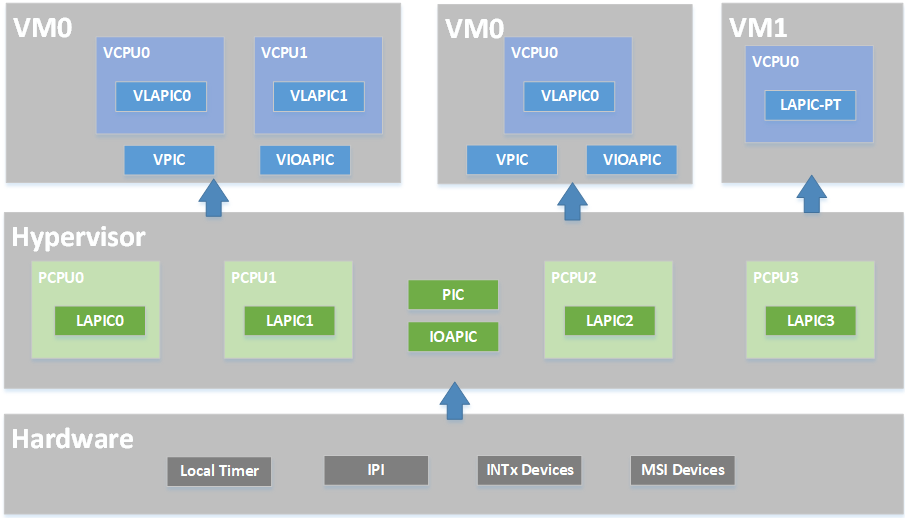 VM0
VCPU0
VLAPIC0
VCPU1
VLAPIC1
VPIC
VIOAPIC
VM0
VCPU0
VLAPIC0
VPIC
VIOAPIC
VM1
VCPU0
LAPIC-PT
Hypervisor
PCPU0
LAPIC0
PCPU1
LAPIC1
PIC
IOAPIC
PCPU2
LAPIC2
PCPU3
LAPIC3
Hardware
Local Timer
IPI
INTx Devices
MSI Devices